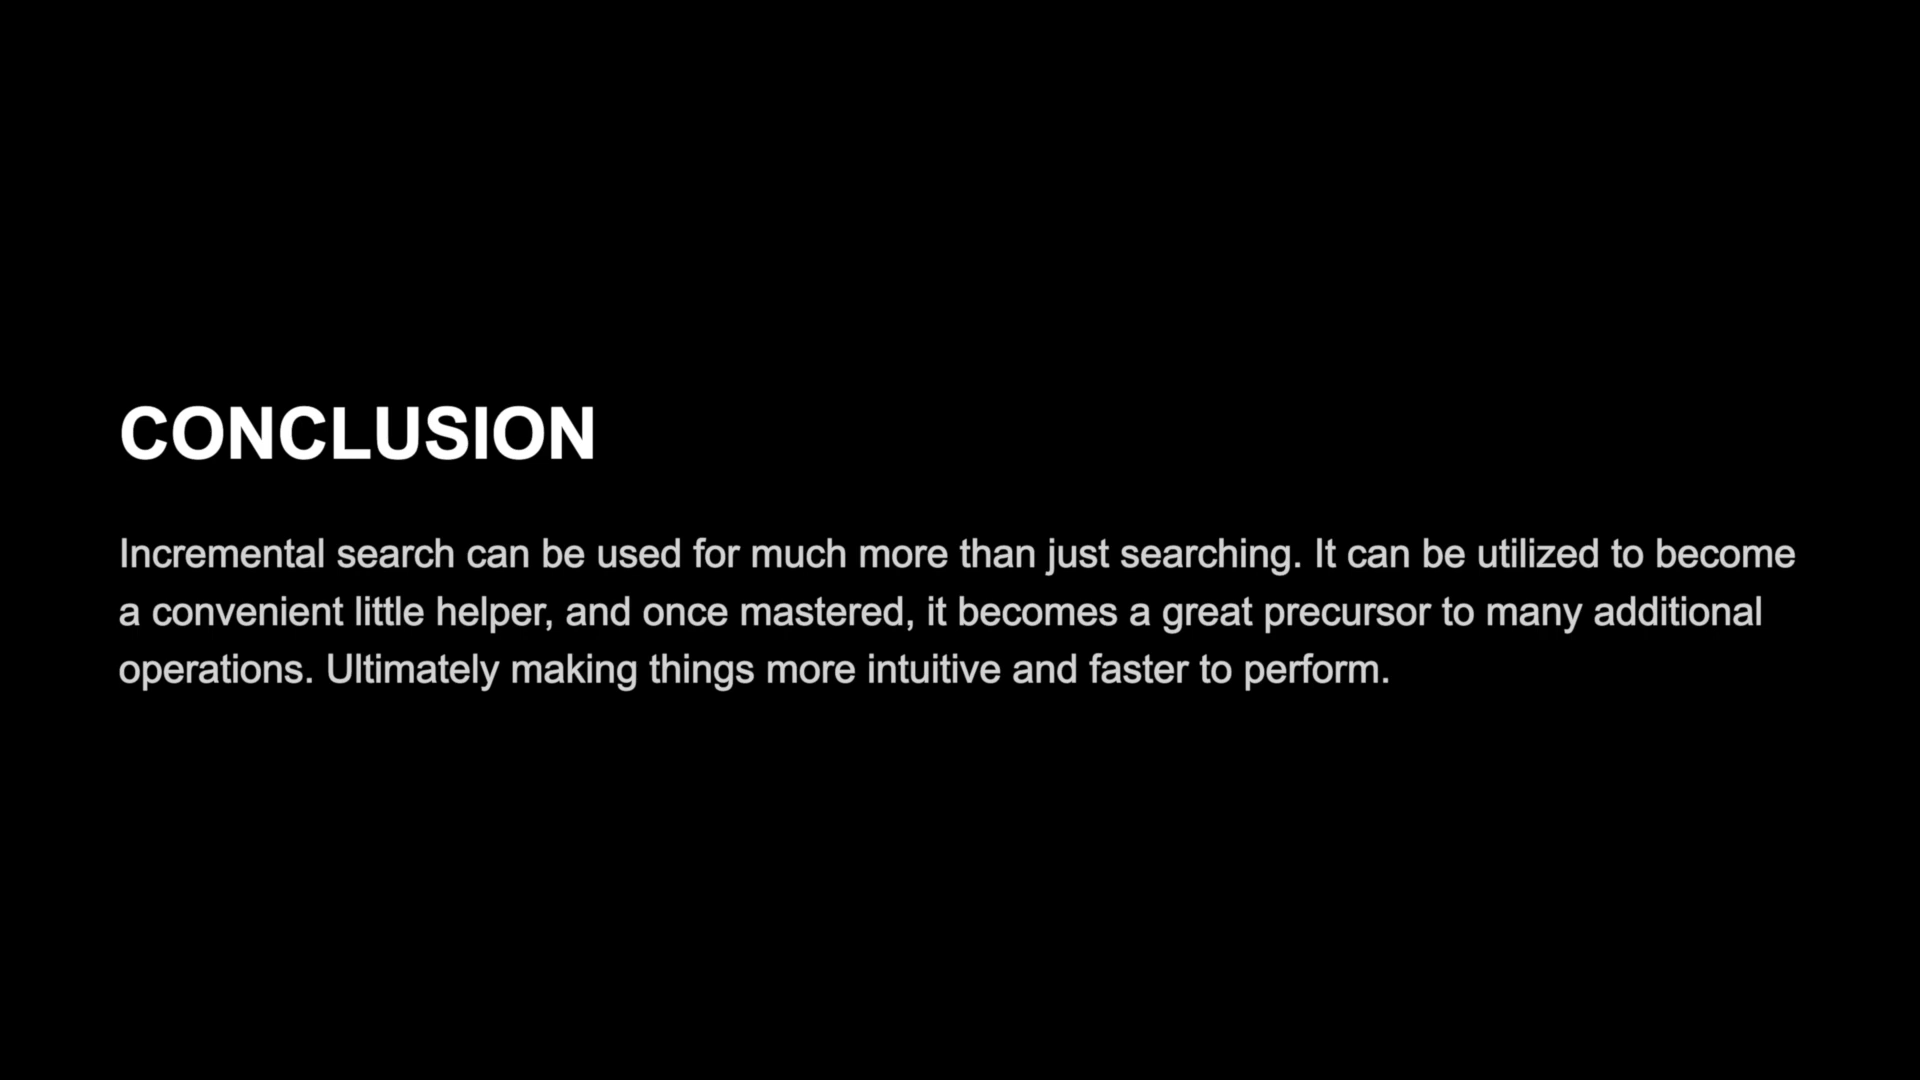 CONCLUSION
Incremental search can be used for much more than just searching. It can be utilized to become
a convenient little helper, and once mastered, it becomes a great precursor to many additional
operations. Ultimately making things more intuitive and faster to perform.